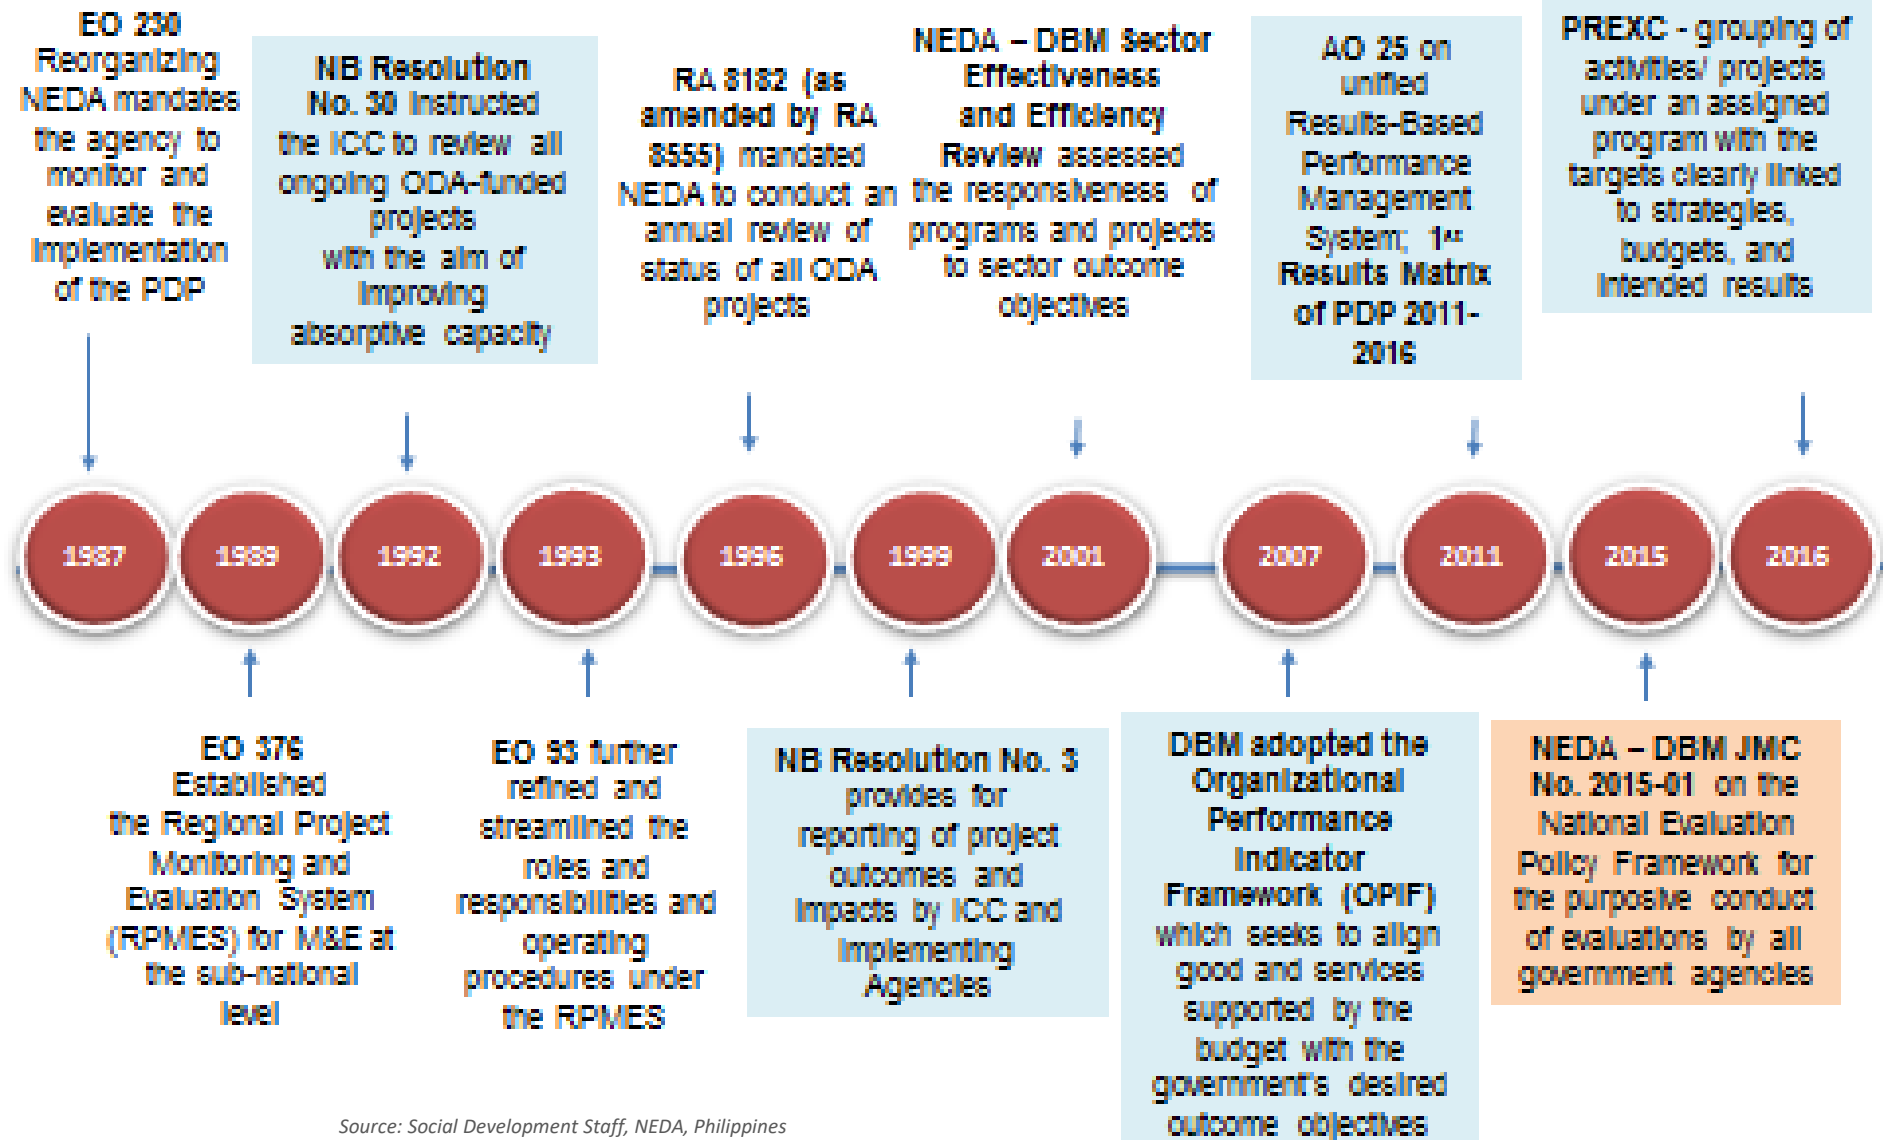 EO 230
Reorganizing
NEDA mandates
the agency to
monitor and
evaluate the
implementation
of the PDP
NB Resolution
No. 30 instructed
the ICC to review all
ongoing ODA-funded
projects
with the aim of
improving
absorptive capacity
RA 8182 (as
amended by RA
8555) mandated
NEDA to conduct an
annual review of
status of all ODA
projects
NEDA – DBM Sector
Effectiveness
and Efficiency
Review assessed
the responsiveness of
programs and projects
to sector outcome
objectives
AO 25 on
unified
Results-Based
Performance
Management
System; 1st
Results Matrix
of PDP 2011-
2016
PREXC - grouping of
activities/ projects
under an assigned
program with the
targets clearly linked
to strategies,
budgets, and
intended results
1987
1989
1992
1993
1996
1999
2001
2007
2011
2015
2016
EO 376
Established
the Regional Project
Monitoring and
Evaluation System
(RPMES) for M&E at
the sub-national
level
EO 93 further
refined and
streamlined the
roles and
responsibilities and
operating
procedures under
the RPMES
NB Resolution No. 3
provides for
reporting of project
outcomes and
impacts by ICC and
Implementing
Agencies
DBM adopted the
Organizational
Performance
Indicator
Framework (OPIF)
which seeks to align
good and services
supported by the
budget with the
government's desired
outcome objectives
NEDA – DBM JMC
No. 2015-01 on the
National Evaluation
Policy Framework for
the purposive conduct
of evaluations by all
government agencies
Source: Social Development Staff, NEDA, Philippines